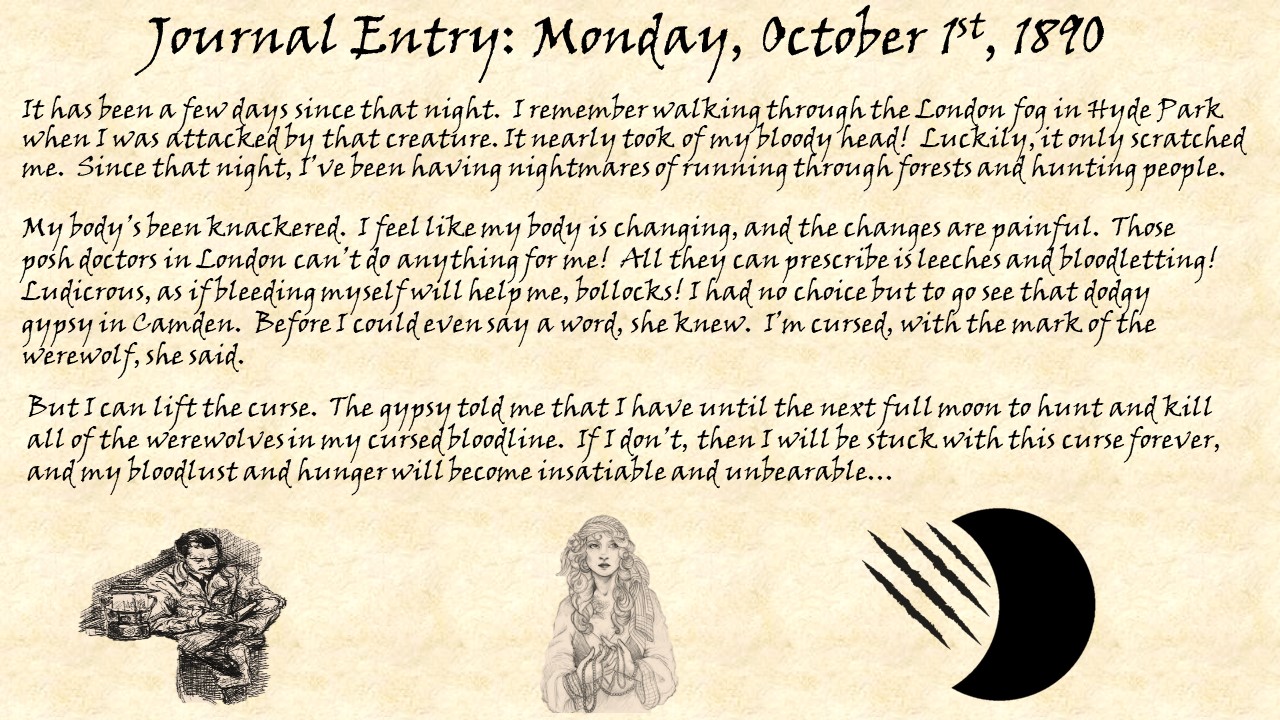 Journal Entry: Monday, October 1st, 1890
It has been a few days since that night. I remember walking through the London fog in Hyde Park
when I was attacked by that creature. It nearly took of my bloody head! Luckily, it only scratched
me. Since that night, I've been having nightmares of running through forests and hunting people.
My body's been knackered. I feel like my body is changing, and the changes are painful. Those
posh doctors in London can't do anything for me! All they can prescribe is leeches and bloodletting!
Ludicrous, as if bleeding myself will help me, bollocks! I had no choice but to go see that dodgy
gypsy in Camden. Before I could even say a word, she knew. I'm cursed, with the mark of the
werewolf, she said.
But I can lift the curse. The gypsy told me that I have until the next full moon to hunt and kill
all of the werewolves in my cursed bloodline. If I don't, then I will be stuck with this curse forever,
and my bloodlust and hunger will become insatiable and unbearable...